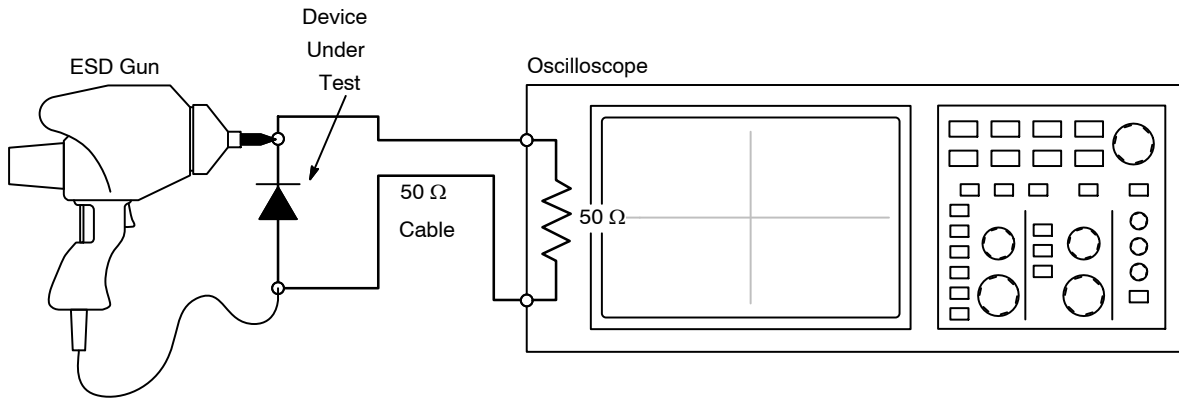 Device
Under
Test
ESD Gun
Oscilloscope
50 Ω
Cable
50 Ω